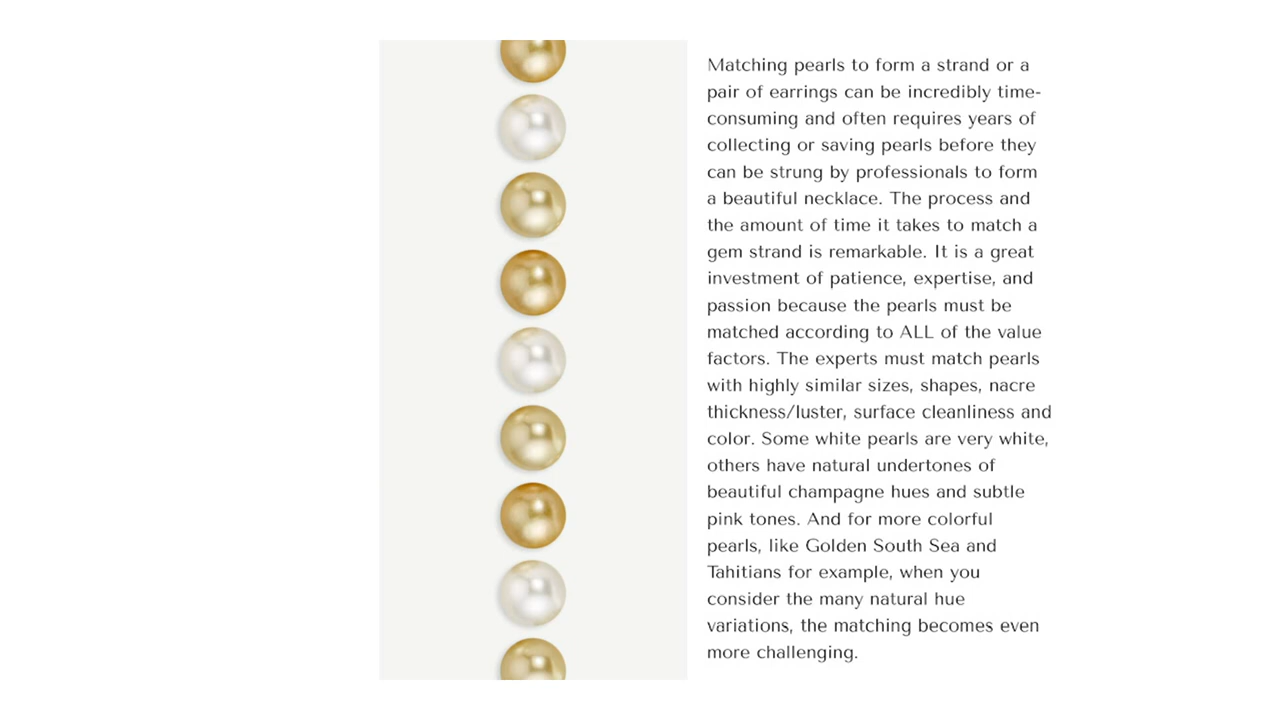 Matching pearls to form a strand or a
pair of earrings can be incredibly time-
consuming and often requires years of
collecting or saving pearls before they
can be strung by professionals to form
a beautiful necklace. The process and
the amount of time it takes to match a
gem strand is remarkable. It is a great
investment of patience, expertise, and
passion because the pearls must be
matched according to ALL of the value
factors. The experts must match pearls
with highly similar sizes, shapes, nacre
thickness/luster, surface cleanliness and
color. Some white pearls are very white,
others have natural undertones of
beautiful champagne hues and subtle
pink tones. And for more colorful
pearls, like Golden South Sea and
Tahitians for example, when you
consider the many natural hue
variations, the matching becomes even
more challenging.